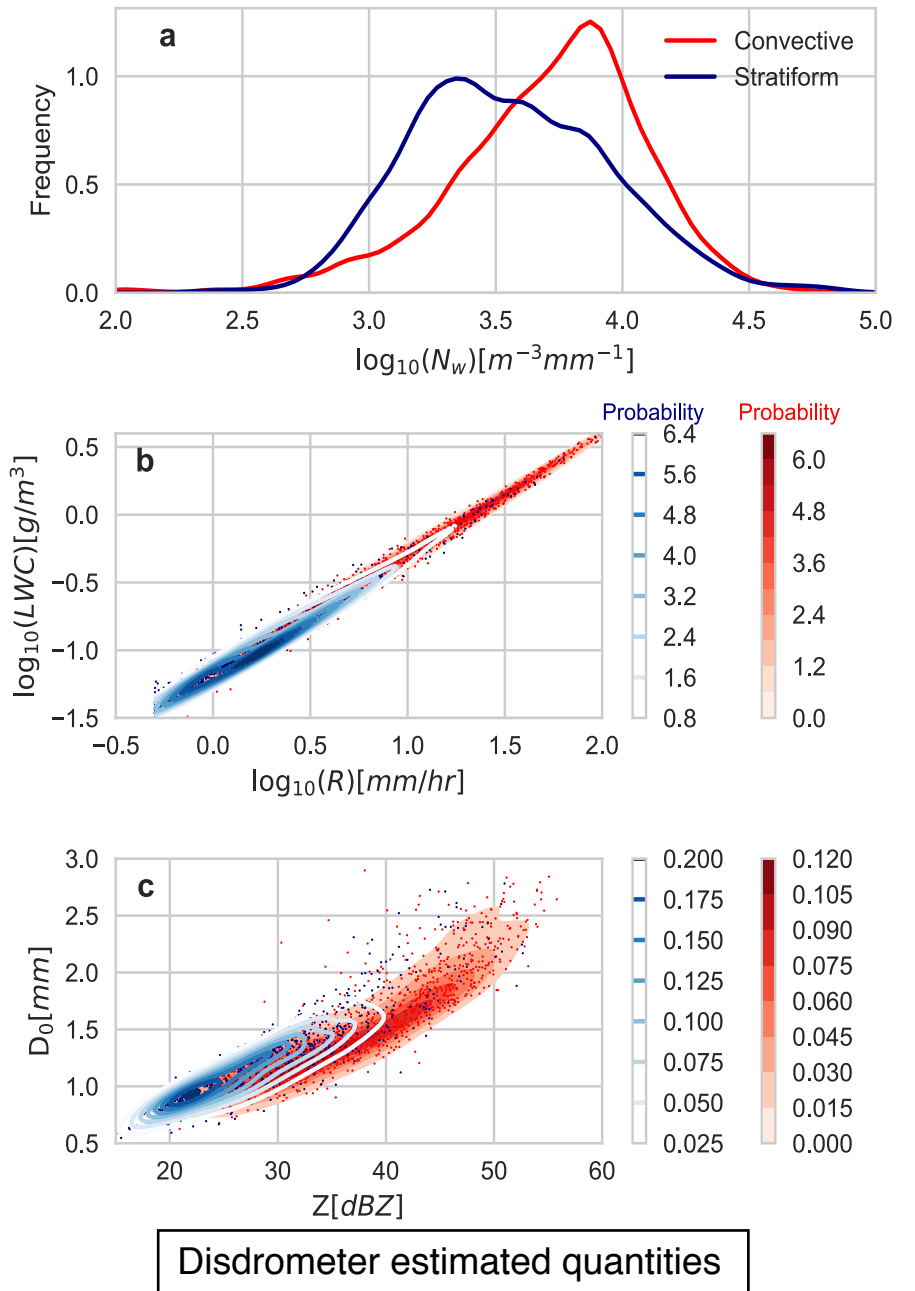 a
Convective
Stratiform
1.0
0.5
0.0
Frequency
2.0 2.5 3.0 3.5 4.0 4.5 5.0
log₁₀(N_w)[m⁻³mm⁻¹]
Probability Probability
b
0.5
0.0
−0.5
−1.0
−1.5
log₁₀(LWC)[g/m³]
−0.5 0.0 0.5 1.0 1.5 2.0
log₁₀(R)[mm/hr]
6.4
5.6
4.8
4.0
3.2
2.4
1.6
0.8
6.0
4.8
3.6
2.4
1.2
0.0
c
3.0
2.5
2.0
1.5
1.0
0.5
D₀[mm]
20 30 40 50 60
Z[dBZ]
0.200
0.175
0.150
0.125
0.100
0.075
0.050
0.025
0.120
0.105
0.090
0.075
0.060
0.045
0.030
0.015
0.000
Disdrometer estimated quantities